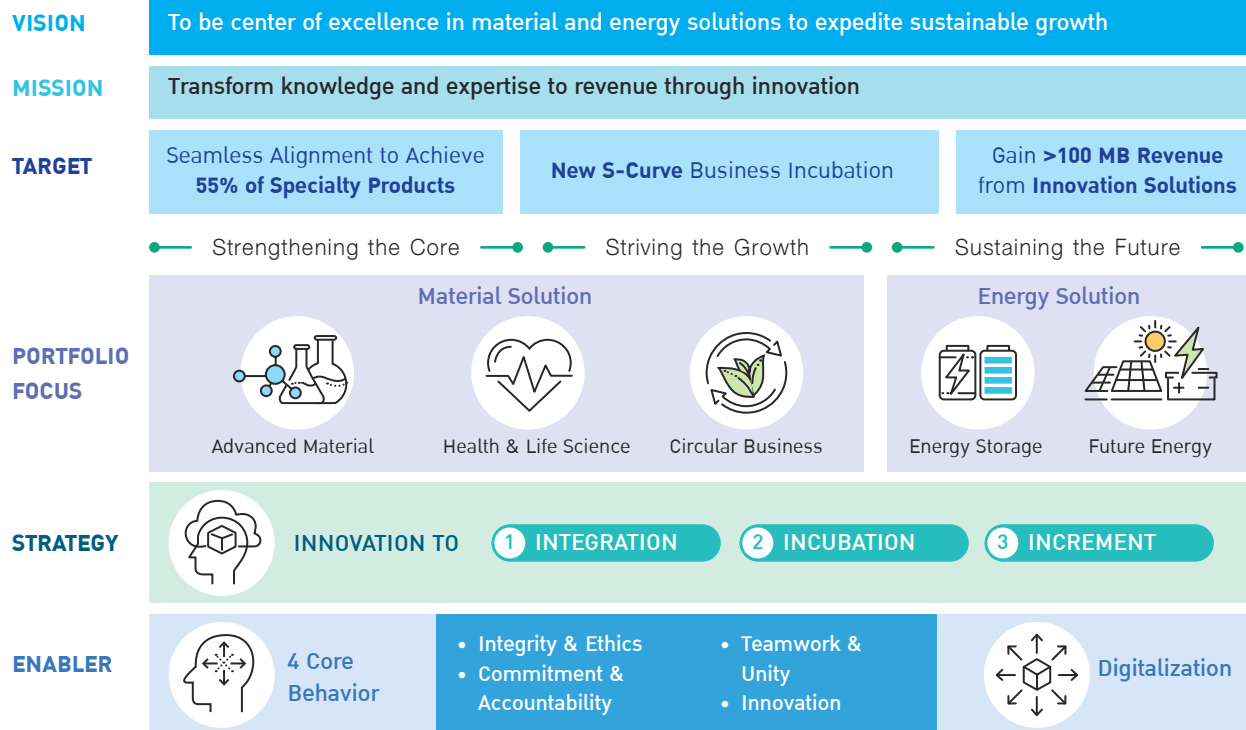 VISION
To be center of excellence in material and energy solutions to expedite sustainable growth
MISSION
Transform knowledge and expertise to revenue through innovation
TARGET
Seamless Alignment to Achieve
55% of Specialty Products
New S-Curve Business Incubation
Gain >100 MB Revenue
from Innovation Solutions
Strengthening the Core
Striving the Growth
Sustaining the Future
PORTFOLIO
FOCUS
Material Solution
Advanced Material
Health & Life Science
Circular Business
Energy Solution
Energy Storage
Future Energy
STRATEGY
INNOVATION TO
1 INTEGRATION
2 INCUBATION
3 INCREMENT
ENABLER
4 Core
Behavior
• Integrity & Ethics
• Commitment &
Accountability
• Teamwork &
Unity
• Innovation
Digitalization